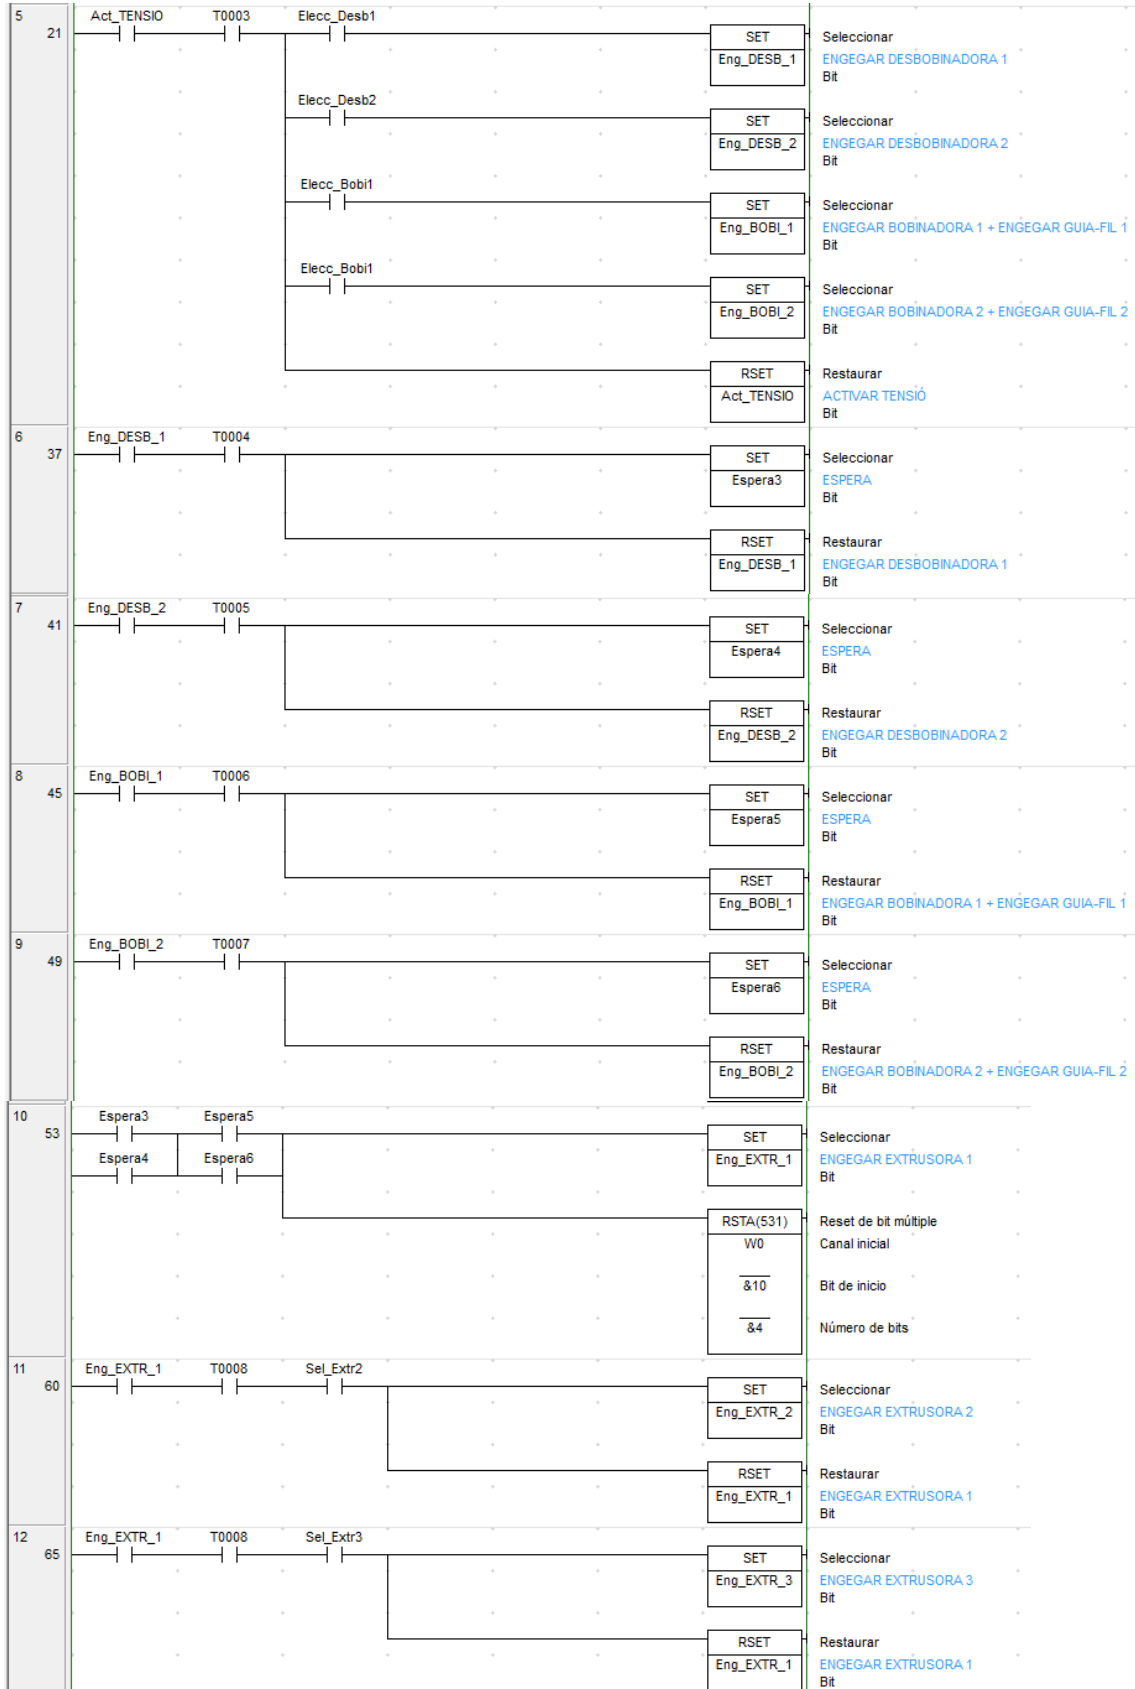 5
21
Act_TENSIO T0003 Elecc_Desb1
SET Seleccionar
Eng_DESB_1 ENGEGAR DESBOBINADORA 1
Bit
Elecc_Desb2
SET Seleccionar
Eng_DESB_2 ENGEGAR DESBOBINADORA 2
Bit
Elecc_Bobi1
SET Seleccionar
Eng_BOBI_1 ENGEGAR BOBINADORA 1 + ENGEGAR GUIA-FIL 1
Bit
Elecc_Bobi1
SET Seleccionar
Eng_BOBI_2 ENGEGAR BOBINADORA 2 + ENGEGAR GUIA-FIL 2
Bit
RSET Restaurar
Act_TENSIO ACTIVAR TENSIÓ
Bit
6
37
Eng_DESB_1 T0004
SET Seleccionar
Espera3 ESPERA
Bit
RSET Restaurar
Eng_DESB_1 ENGEGAR DESBOBINADORA 1
Bit
7
41
Eng_DESB_2 T0005
SET Seleccionar
Espera4 ESPERA
Bit
RSET Restaurar
Eng_DESB_2 ENGEGAR DESBOBINADORA 2
Bit
8
45
Eng_BOBI_1 T0006
SET Seleccionar
Espera5 ESPERA
Bit
RSET Restaurar
Eng_BOBI_1 ENGEGAR BOBINADORA 1 + ENGEGAR GUIA-FIL 1
Bit
9
49
Eng_BOBI_2 T0007
SET Seleccionar
Espera6 ESPERA
Bit
RSET Restaurar
Eng_BOBI_2 ENGEGAR BOBINADORA 2 + ENGEGAR GUIA-FIL 2
Bit
10
53
Espera3 Espera5
SET Seleccionar
Espera4 Espera6
Eng_EXTR_1 ENGEGAR EXTRUSORA 1
Bit
RSTA(531) Reset de bit múltiple
W0 Canal inicial
&10 Bit de inicio
&4 Número de bits
11
60
Eng_EXTR_1 T0008 Sel_Extr2
SET Seleccionar
Eng_EXTR_2 ENGEGAR EXTRUSORA 2
Bit
RSET Restaurar
Eng_EXTR_1 ENGEGAR EXTRUSORA 1
Bit
12
65
Eng_EXTR_1 T0008 Sel_Extr3
SET Seleccionar
Eng_EXTR_3 ENGEGAR EXTRUSORA 3
Bit
RSET Restaurar
Eng_EXTR_1 ENGEGAR EXTRUSORA 1
Bit